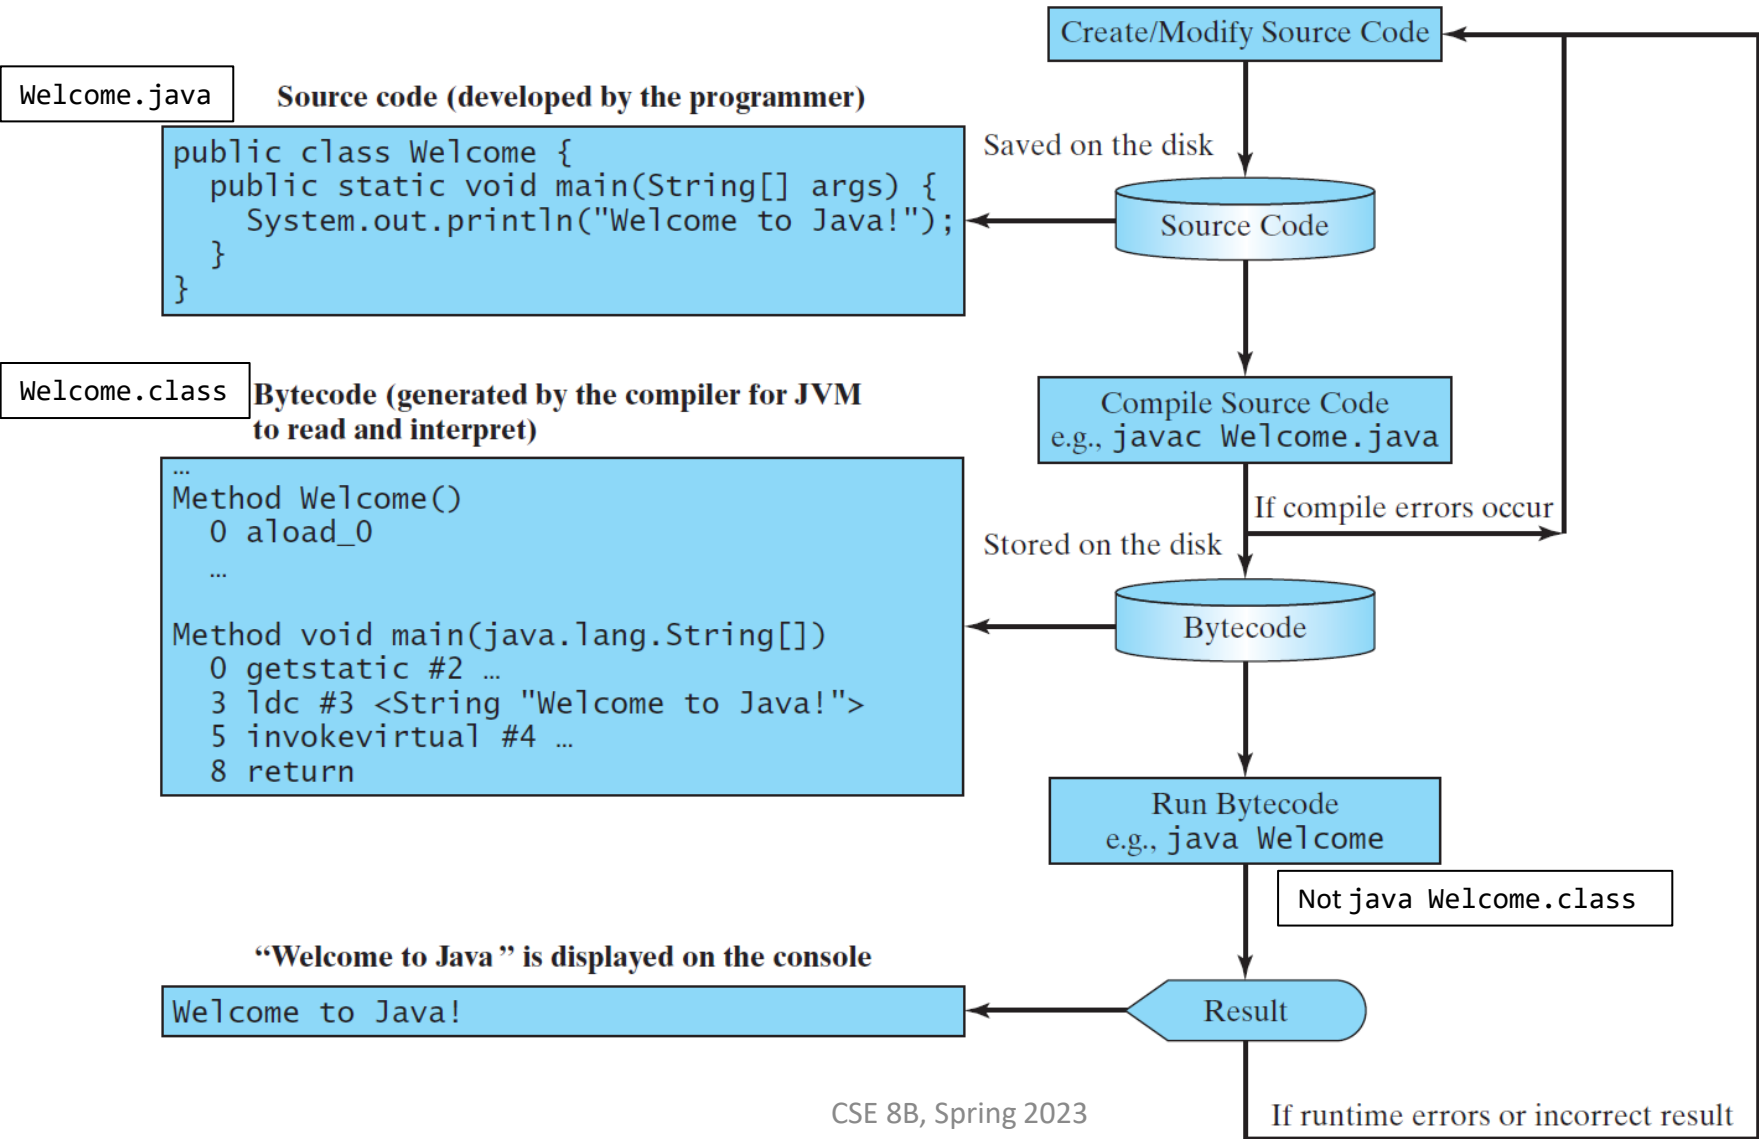 Create/Modify Source Code
Welcome.java
Source code (developed by the programmer)
public class Welcome {
  public static void main(String[] args) {
    System.out.println("Welcome to Java!");
  }
}
Saved on the disk
Source Code
Welcome.class
Bytecode (generated by the compiler for JVM
to read and interpret)
Compile Source Code
e.g., javac Welcome.java
…
Method Welcome()
  0 aload_0
  …
Method void main(java.lang.String[])
  0 getstatic #2 …
  3 ldc #3 <String "Welcome to Java!">
  5 invokevirtual #4 …
  8 return
If compile errors occur
Stored on the disk
Bytecode
Run Bytecode
e.g., java Welcome
Not java Welcome.class
“Welcome to Java” is displayed on the console
Welcome to Java!
Result
CSE 8B, Spring 2023
If runtime errors or incorrect result